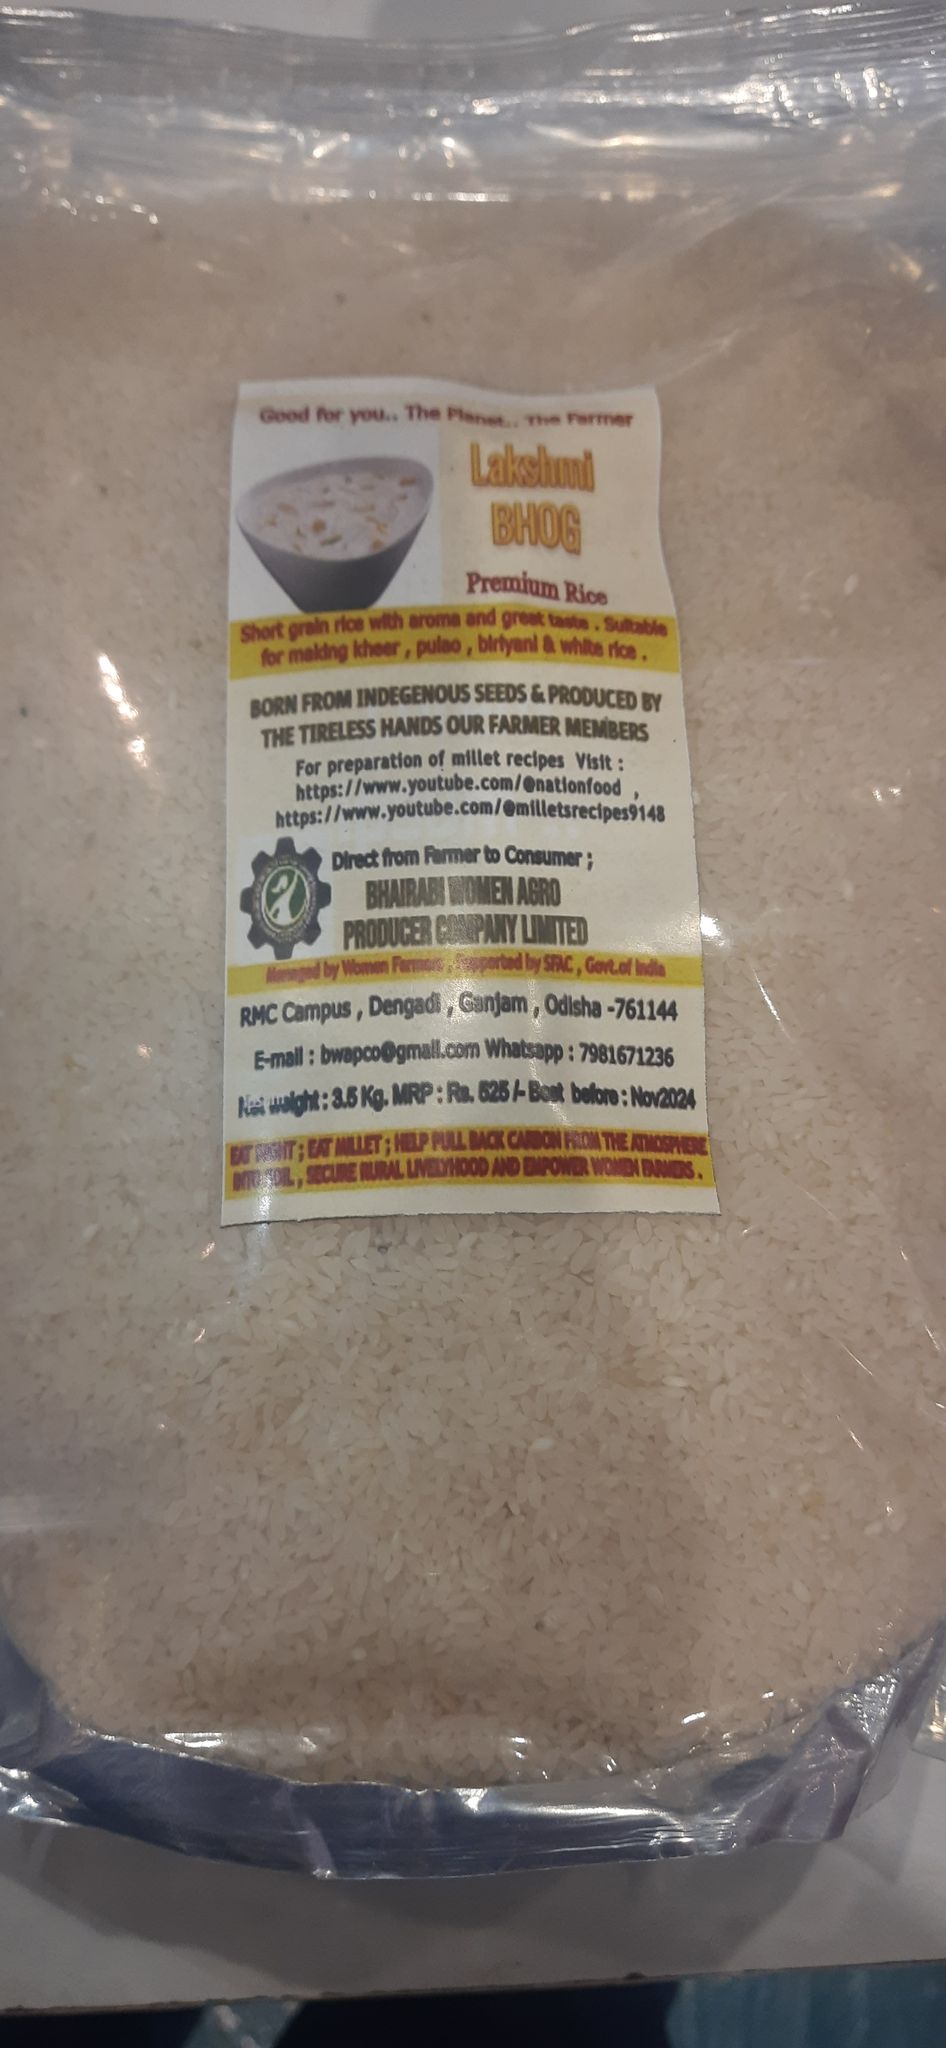 Good for you.. The Planet... The Farmer
Lakshmi
BHOG
Premium Rice
Short grain rice with aroma and great taste . Suitable
for making kheer , pulao , biriyani & white rice .
BORN FROM INDEGENOUS SEEDS & PRODUCED BY
THE TIRELESS HANDS OUR FARMER MEMBERS
For preparation of millet recipes Visit :
https://www.youtube.com/@nationfood ,
https://www.youtube.com/@milletsrecipes9148
Direct from Farmer to Consumer ;
BHAIRABI WOMEN AGRO
PRODUCER COMPANY LIMITED
Managed by Women Farmers , Supported by SFAC , Govt.of India
RMC Campus , Dengadi , Ganjam , Odisha -761144
E-mail : bwapco@gmail.com Whatsapp : 7981671236
Net weight : 3.5 Kg. MRP : Rs. 525 /- Best before : Nov2024
EAT RIGHT ; EAT MILLET ; HELP PULL BACK CARBON FROM THE ATMOSPHERE
INTO SOIL , SECURE RURAL LIVELYHOOD AND EMPOWER WOMEN FARMERS .